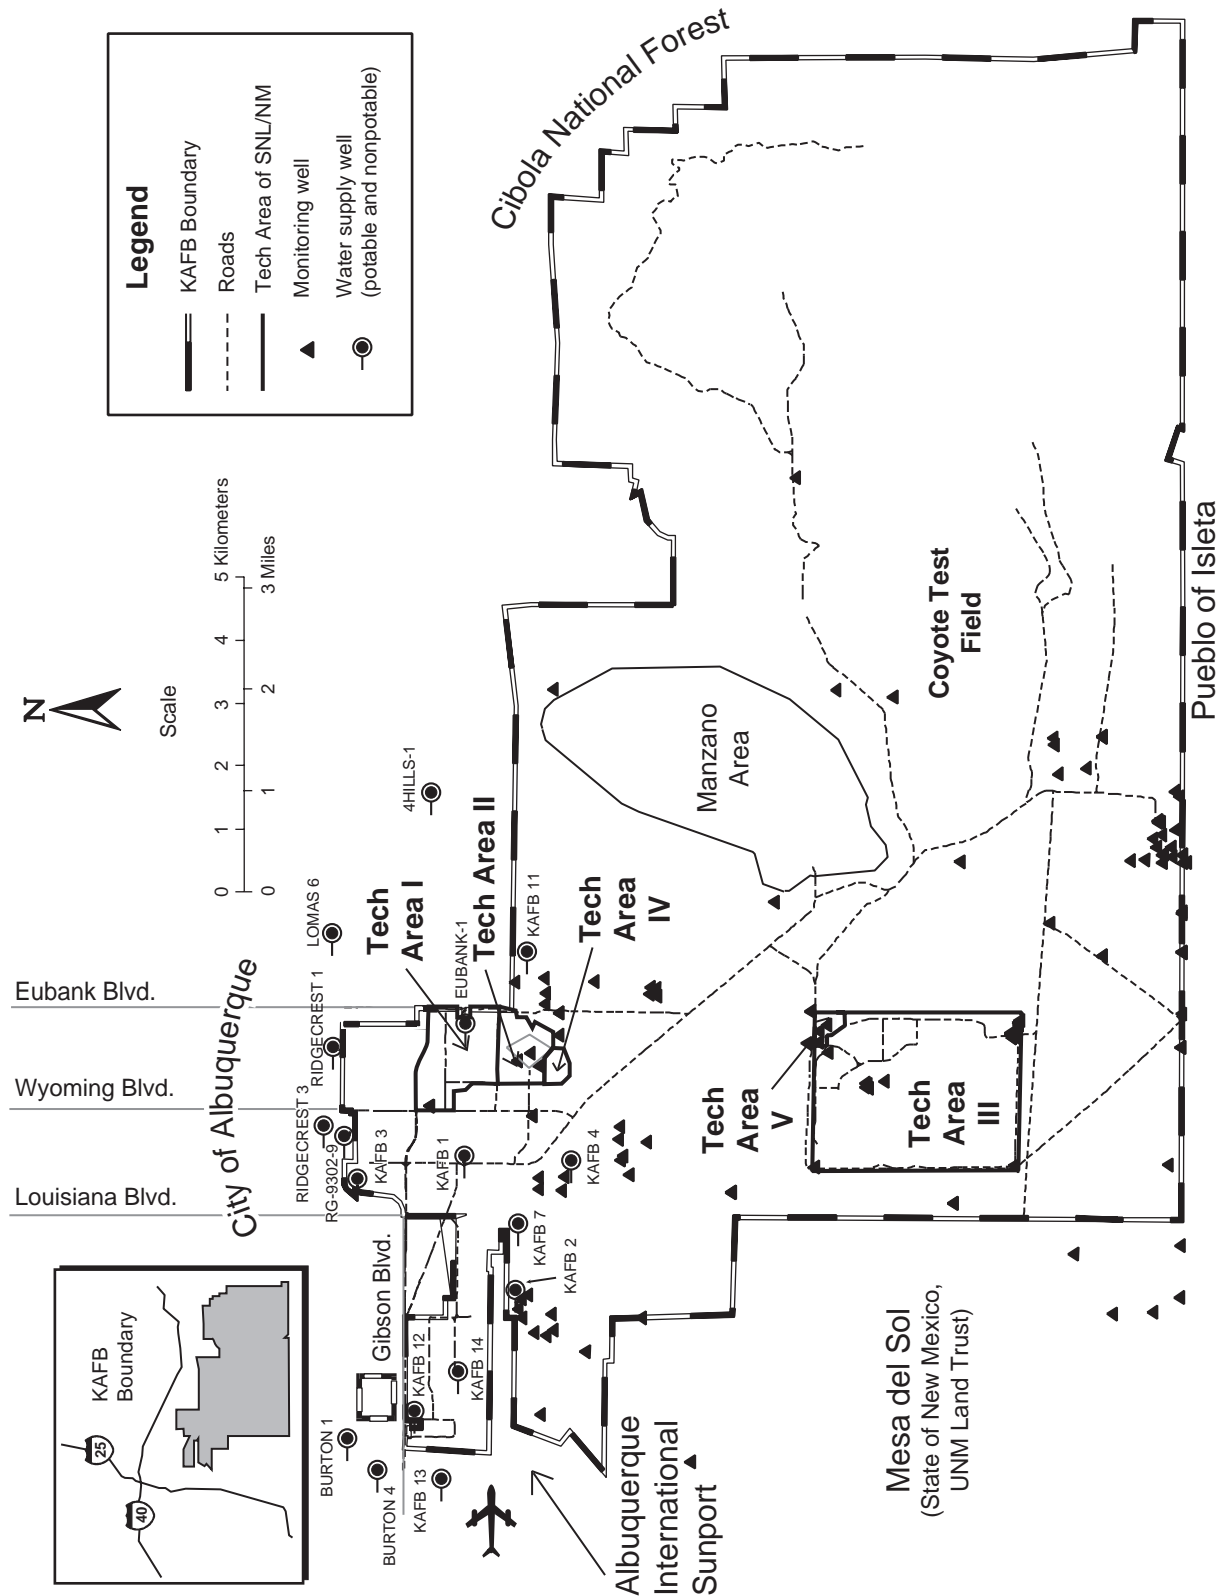 KAFB
Boundary
25
40
Legend
KAFB Boundary
Roads
Tech Area of SNL/NM
Monitoring well
Water supply well
(potable and nonpotable)
N
Scale
0
1
2
3
4
5 Kilometers
0
1
2
3 Miles
Louisiana Blvd.
Wyoming Blvd.
Eubank Blvd.
City of Albuquerque
Gibson Blvd.
BURTON 1
BURTON 4
KAFB 13
KAFB 12
KAFB 14
RIDGECREST 3
RG-9302-9
KAFB 3
RIDGECREST 1
LOMAS 6
4HILLS-1
KAFB 1
EUBANK-1
Tech
Area I
Tech Area II
KAFB 11
Tech
Area
IV
KAFB 2
KAFB 7
KAFB 4
Cibola National Forest
Manzano
Area
Albuquerque
International
Sunport
Tech
Area
V
Tech
Area
III
Coyote Test
Field
Mesa del Sol
(State of New Mexico,
UNM Land Trust)
Pueblo of Isleta